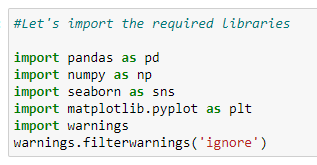 #Let's import the required libraries
import pandas as pd
import numpy as np
import seaborn as sns
import matplotlib.pyplot as plt
import warnings
warnings.filterwarnings('ignore')